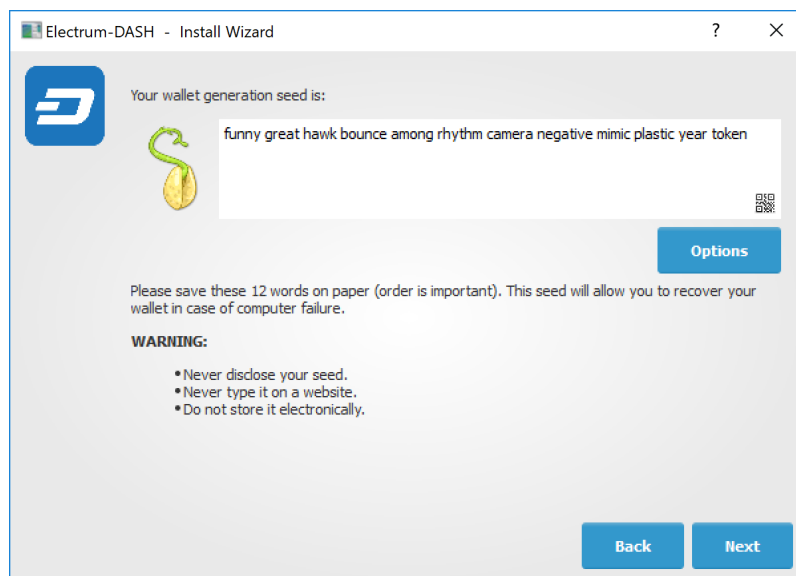 Electrum-DASH - Install Wizard
Your wallet generation seed is:
funny great hawk bounce among rhythm camera negative mimic plastic year token
Options
Please save these 12 words on paper (order is important). This seed will allow you to recover your
wallet in case of computer failure.
WARNING:
•Never disclose your seed.
•Never type it on a website.
•Do not store it electronically.
Back Next